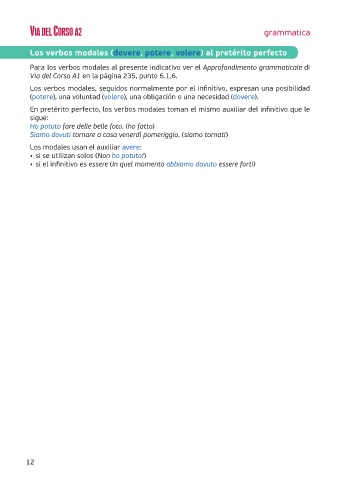 VIA DEL CORSO A2
grammatica
Los verbos modales (dovere, potere, volere) al pretérito perfecto
Para los verbos modales al presente indicativo ver el Approfondimento grammaticale di
Via del Corso A1 en la página 235, punto 6.1.6.
Los verbos modales, seguidos normalmente por el infinitivo, expresan una posibilidad
(potere), una voluntad (volere), una obligación o una necesidad (dovere).
En pretérito perfecto, los verbos modales toman el mismo auxiliar del infinitivo que le
sigue:
Ho potuto fare delle belle foto. (ho fatto)
Siamo dovuti tornare a casa venerdì pomeriggio. (siamo tornati)
Los modales usan el auxiliar avere:
• si se utilizan solos (Non ho potuto!)
• si el infinitivo es essere (In quel momento abbiamo dovuto essere forti)
12